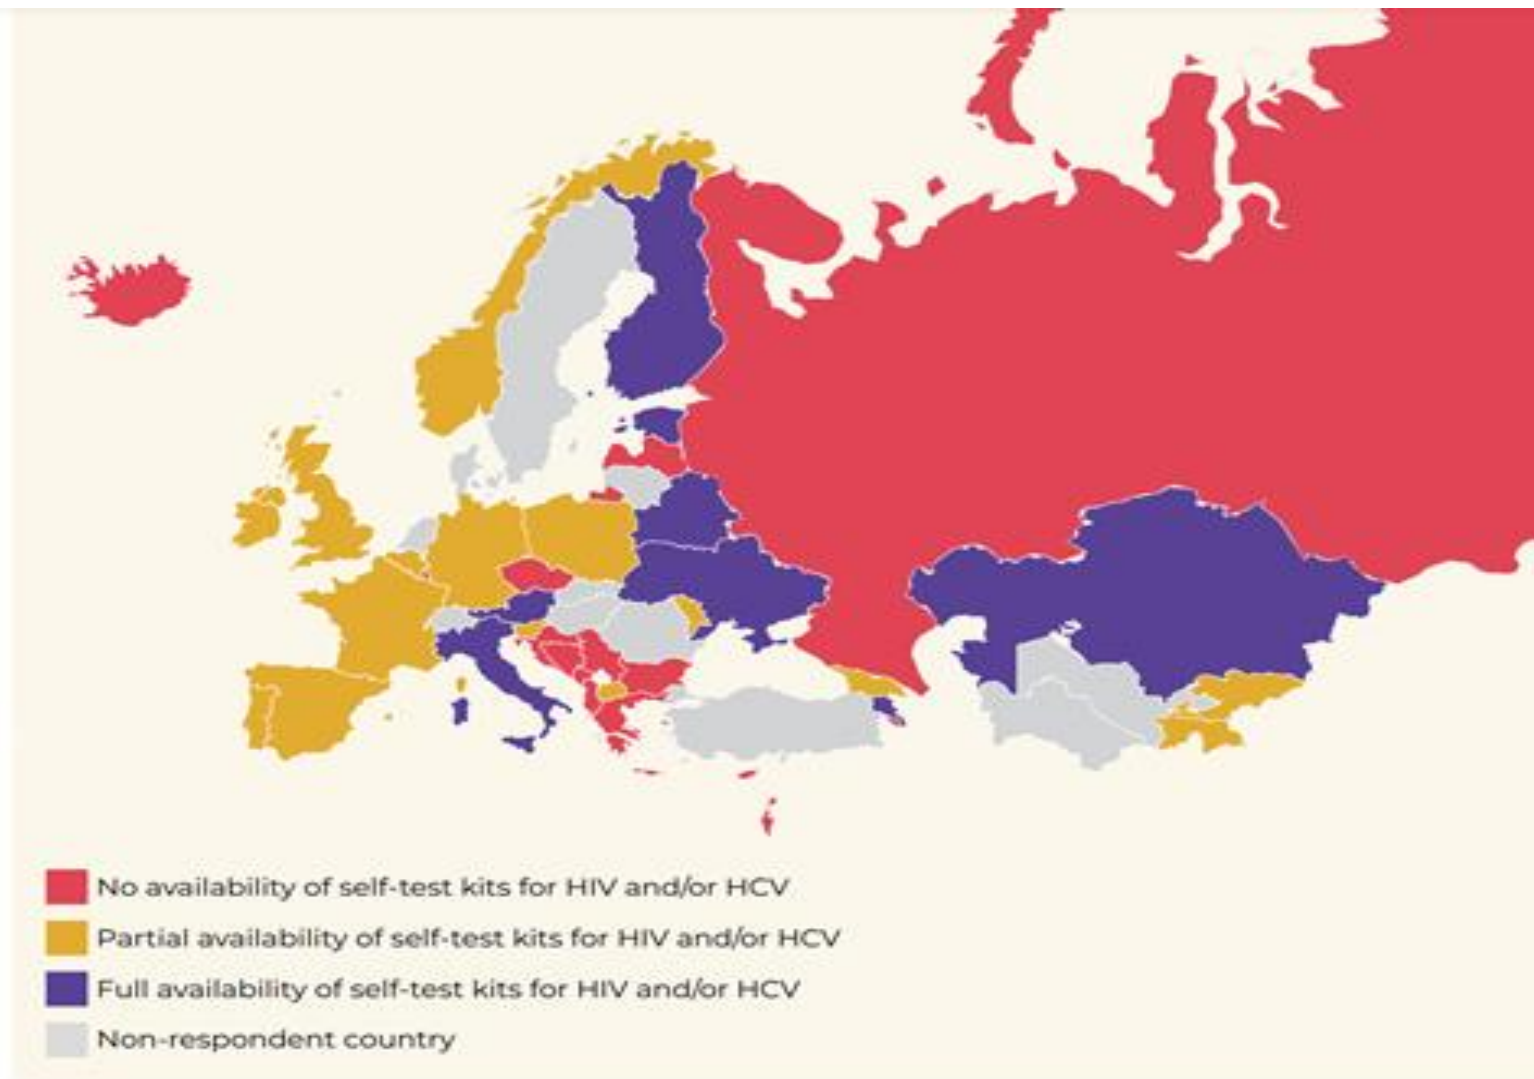 No availability of self-test kits for HIV and/or HCV
Partial availability of self-test kits for HIV and/or HCV
Full availability of self-test kits for HIV and/or HCV
Non-respondent country